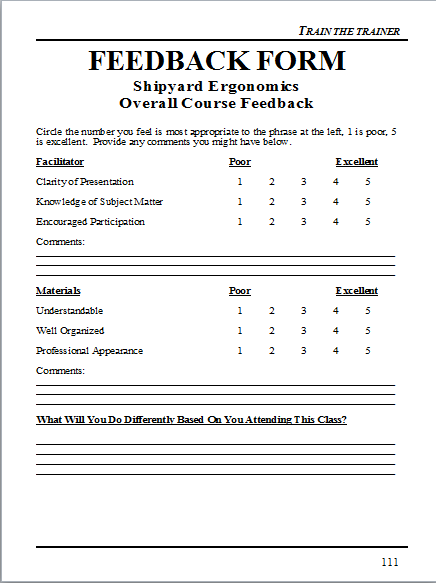 TRAIN THE TRAINER
FEEDBACK FORM
Shipyard Ergonomics
Overall Course Feedback
Circle the number you feel is most appropriate to the phrase at the left, 1 is poor, 5
is excellent. Provide any comments you might have below.
Facilitator Poor Excellent
Clarity of Presentation 1 2 3 4 5
Knowledge of Subject Matter 1 2 3 4 5
Encouraged Participation 1 2 3 4 5
Comments:
Materials Poor Excellent
Understandable 1 2 3 4 5
Well Organized 1 2 3 4 5
Professional Appearance 1 2 3 4 5
Comments:
What Will You Do Differently Based On You Attending This Class?
111